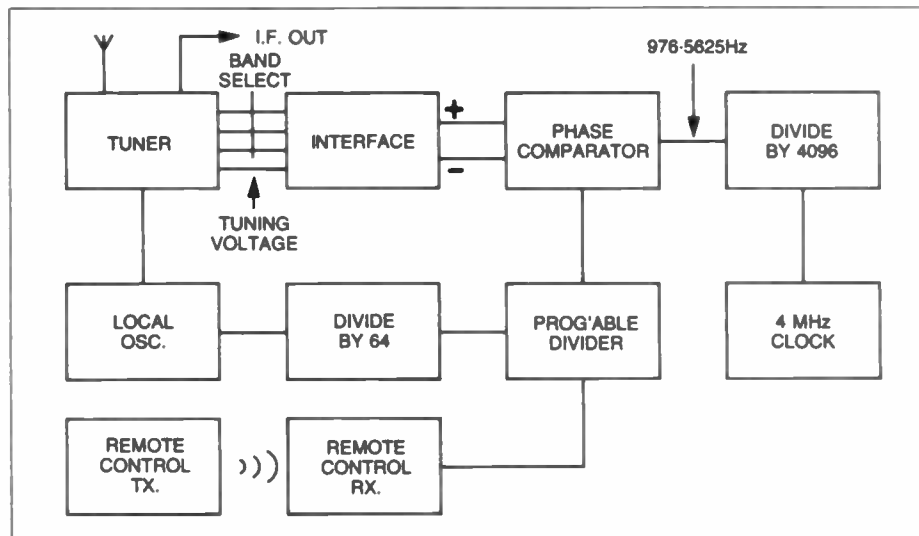 I.F. OUT
BAND
SELECT
976·5625Hz
TUNER
INTERFACE
+
-
PHASE
COMPARATOR
DIVIDE
BY 4096
TUNING
VOLTAGE
LOCAL
OSC.
DIVIDE
BY 64
PROG'ABLE
DIVIDER
4 MHz
CLOCK
REMOTE
CONTROL
TX.
REMOTE
CONTROL
RX.